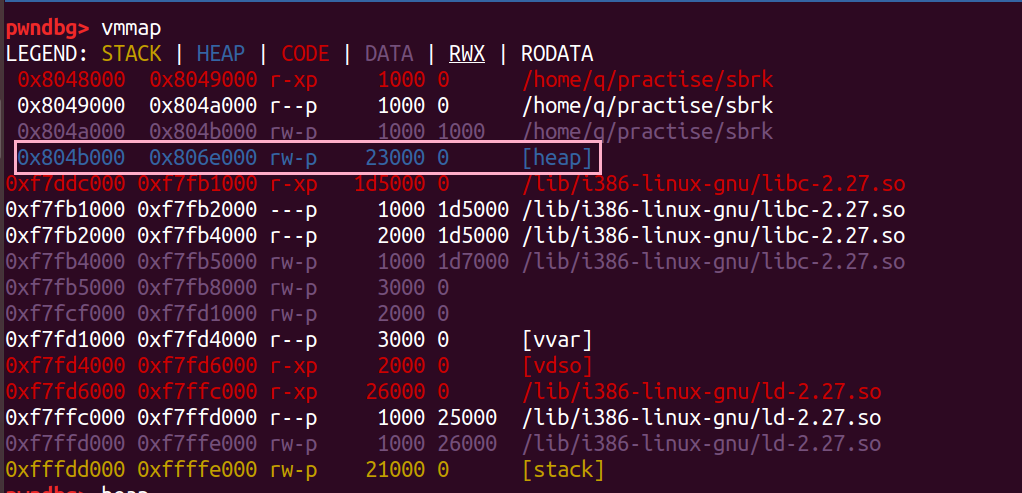 pwndbg> vmmap
LEGEND: STACK | HEAP | CODE | DATA | RWX | RODATA
0x8048000 0x8049000 r-xp 1000 0 /home/q/practise/sbrk
0x8049000 0x804a000 r--p 1000 0 /home/q/practise/sbrk
0x804a000 0x804b000 rw-p 1000 1000 /home/q/practise/sbrk
0x804b000 0x806e000 rw-p 23000 0 [heap]
0xf7ddc000 0xf7fb1000 r-xp 1d5000 0 /lib/i386-linux-gnu/libc-2.27.so
0xf7fb1000 0xf7fb2000 ---p 1000 1d5000 /lib/i386-linux-gnu/libc-2.27.so
0xf7fb2000 0xf7fb4000 r--p 2000 1d5000 /lib/i386-linux-gnu/libc-2.27.so
0xf7fb4000 0xf7fb5000 rw-p 1000 1d7000 /lib/i386-linux-gnu/libc-2.27.so
0xf7fb5000 0xf7fb8000 rw-p 3000 0
0xf7fcf000 0xf7fd1000 rw-p 2000 0
0xf7fd1000 0xf7fd4000 r--p 3000 0 [vvar]
0xf7fd4000 0xf7fd6000 r-xp 2000 0 [vdso]
0xf7fd6000 0xf7ffc000 r-xp 26000 0 /lib/i386-linux-gnu/ld-2.27.so
0xf7ffc000 0xf7ffd000 r--p 1000 25000 /lib/i386-linux-gnu/ld-2.27.so
0xf7ffd000 0xf7ffe000 rw-p 1000 26000 /lib/i386-linux-gnu/ld-2.27.so
0xfffdd000 0xffffe000 rw-p 21000 0 [stack]